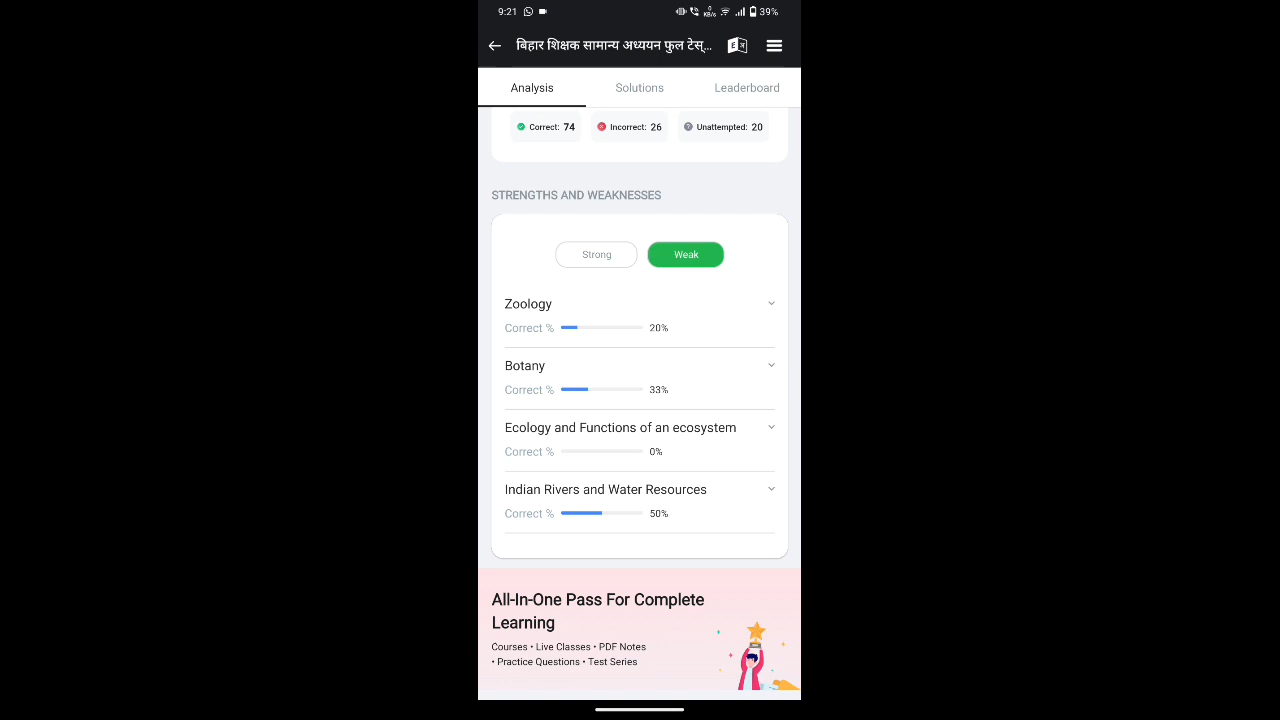 9:21
0 KB/s
39%
बिहार शिक्षक सामान्य अध्ययन फुल टेस्...
Analysis Solutions Leaderboard
Correct: 74 Incorrect: 26 Unattempted: 20
STRENGTHS AND WEAKNESSES
Strong Weak
Zoology
Correct % 20%
Botany
Correct % 33%
Ecology and Functions of an ecosystem
Correct % 0%
Indian Rivers and Water Resources
Correct % 50%
All-In-One Pass For Complete
Learning
Courses • Live Classes • PDF Notes
• Practice Questions • Test Series